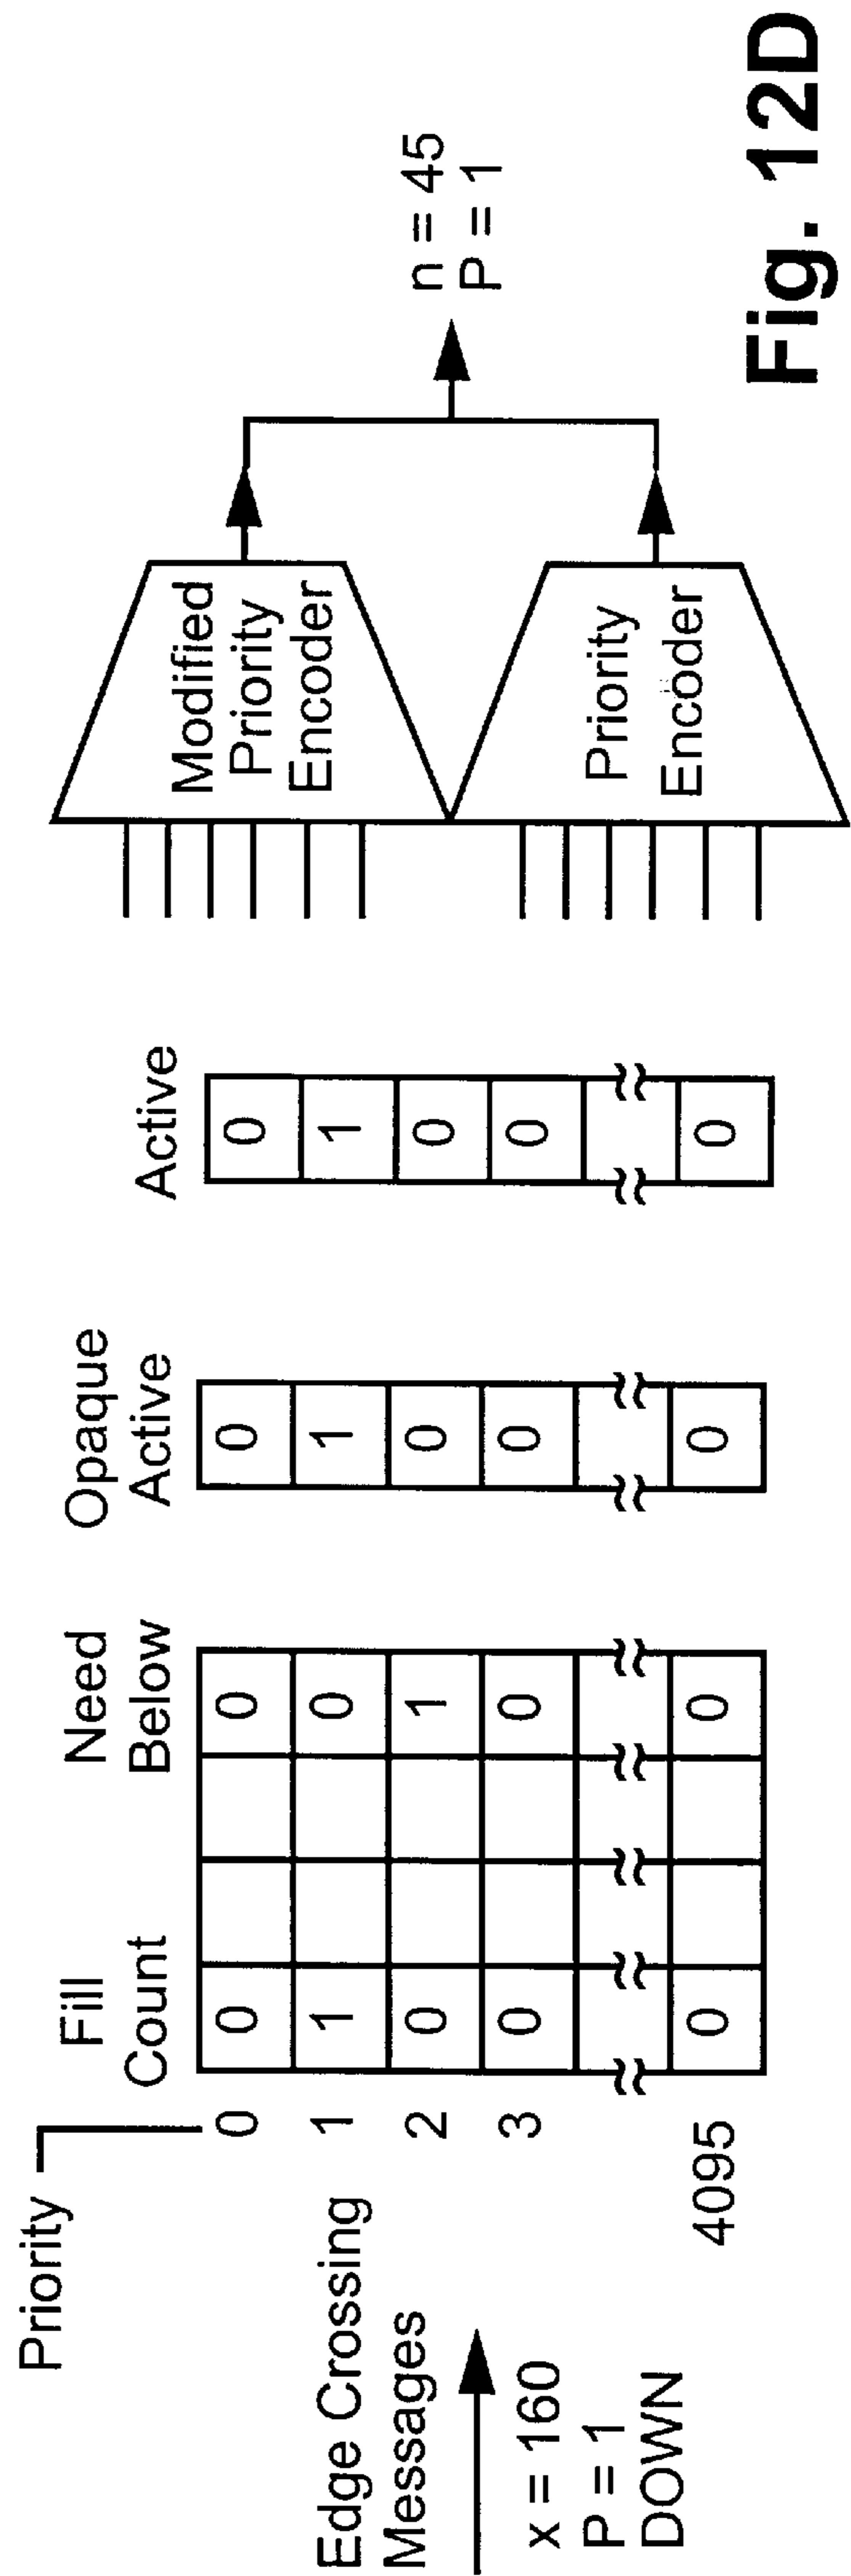 Priority
Edge Crossing
Messages
x = 160
P = 1
DOWN
Fill
Count
Need
Below
Opaque
Active
Active
0 0 0 0 0
1 1 0 1 1
2 0 1 0 0
3 0 0 0 0
4095 0 0 0 0
Modified
Priority
Encoder
Priority
Encoder
n = 45
P = 1
Fig. 12D